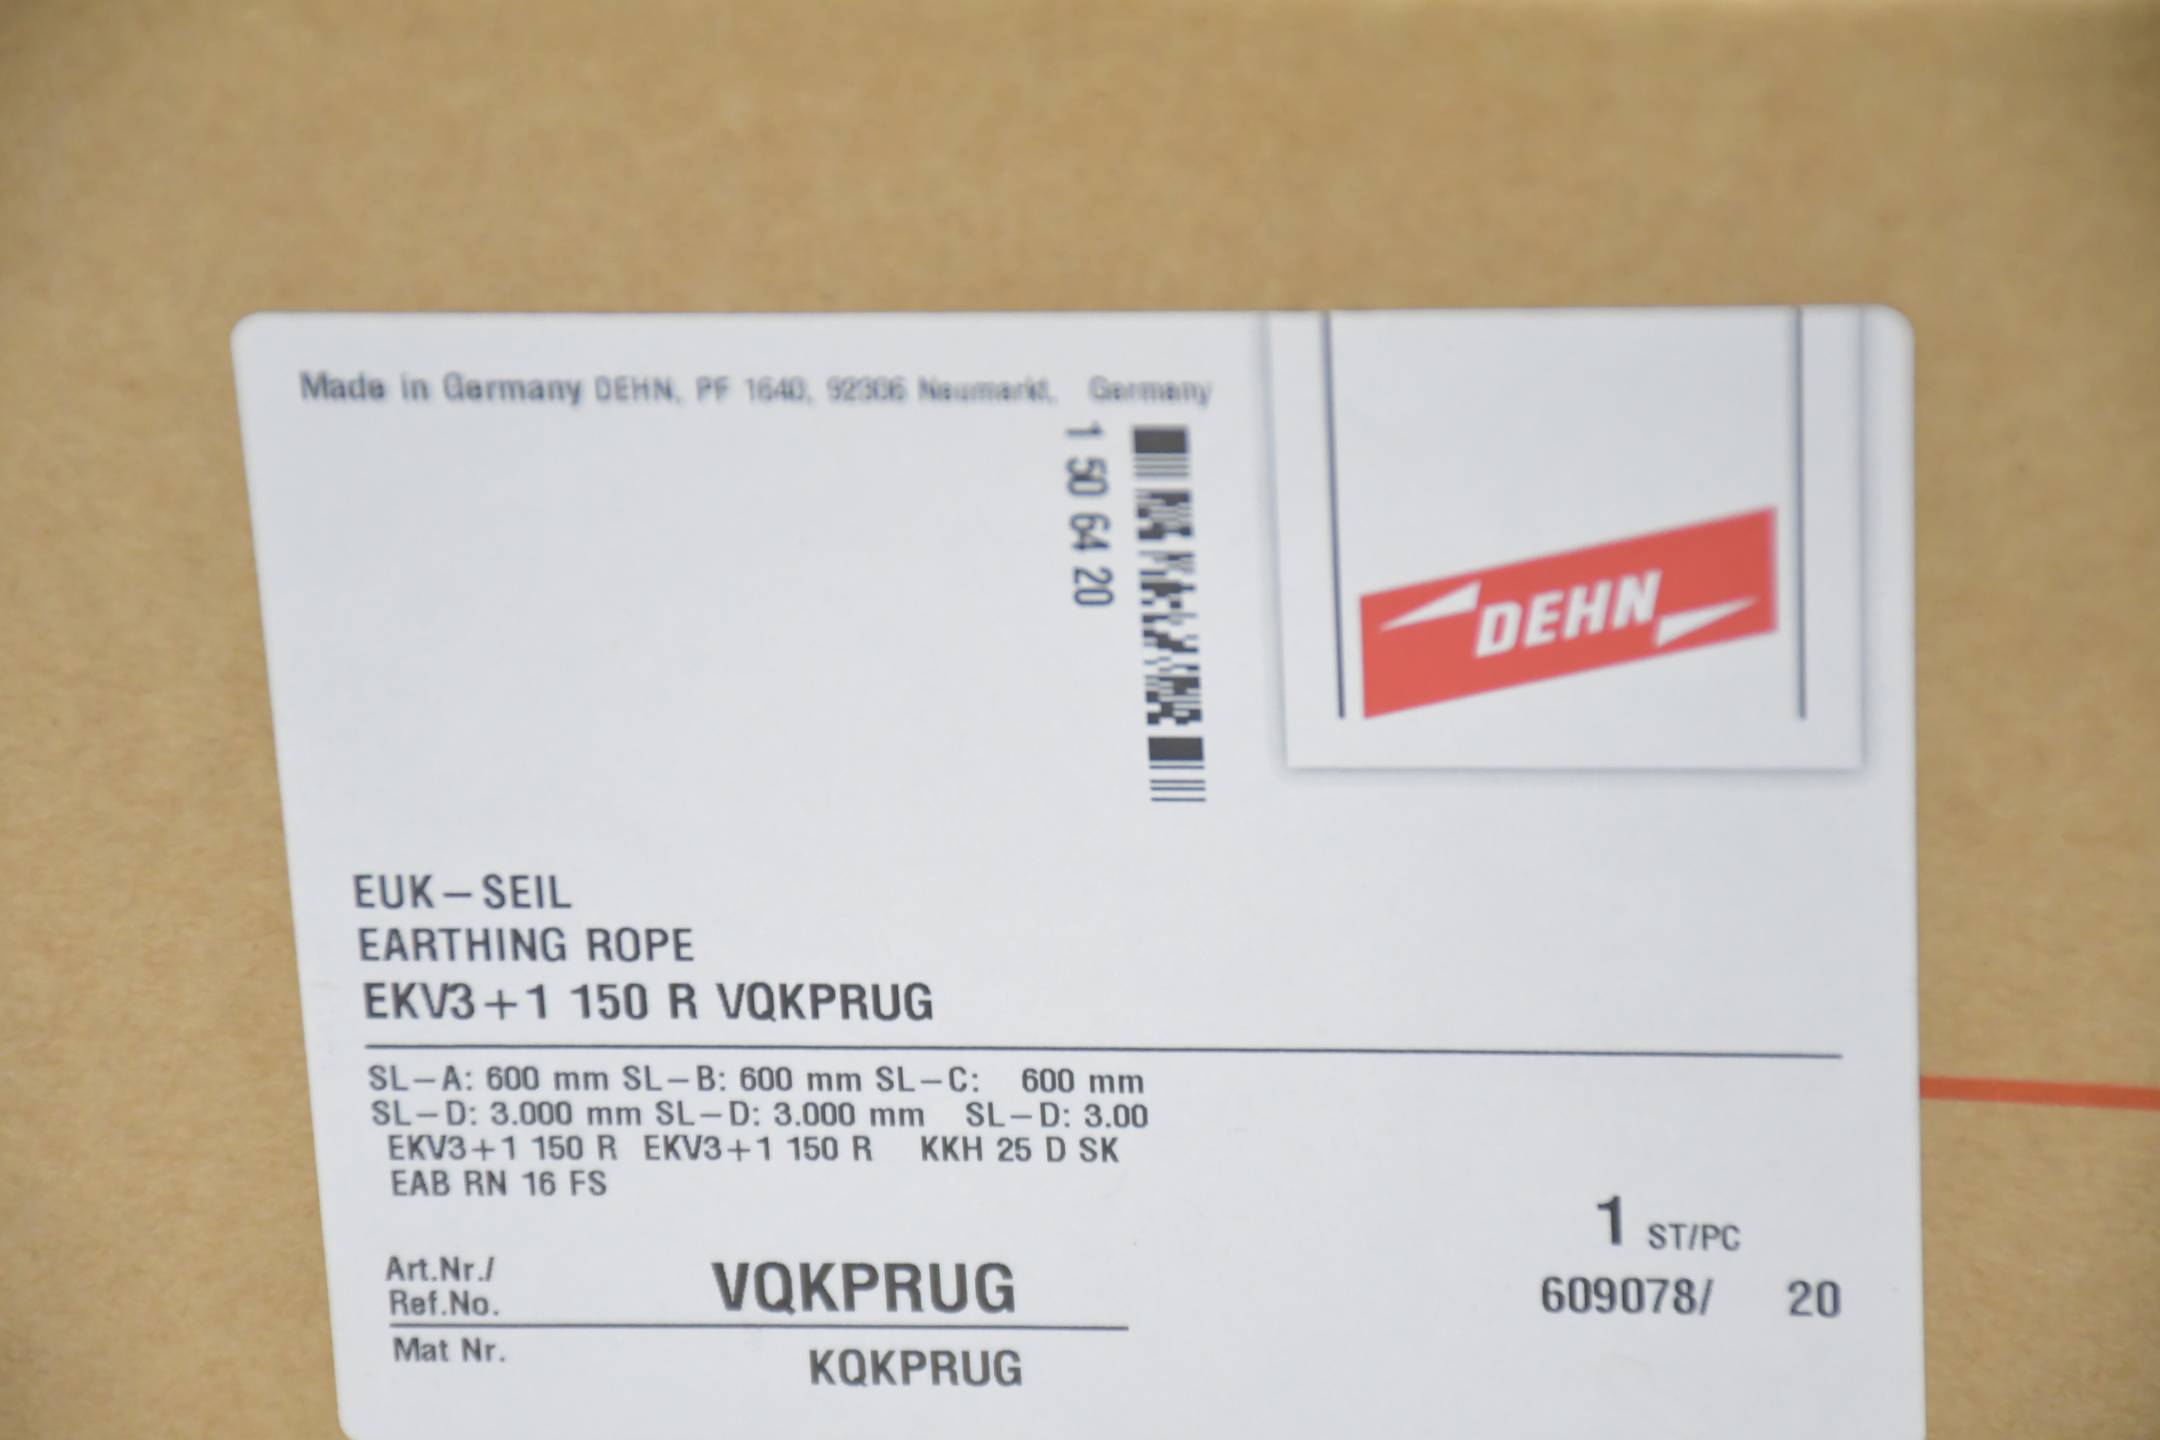 Made in Germany DEHN, PF 1640, 92306 Neumarkt, Germany
1 50 64 20
DEHN
EUK-SEIL
EARTHING ROPE
EKV3+1 150 R VQKPRUG
SL-A: 600 mm SL-B: 600 mm SL-C: 600 mm
SL-D: 3.000 mm SL-D: 3.000 mm SL-D: 3.00
EKV3+1 150 R EKV3+1 150 R KKH 25 D SK
EAB RN 16 FS
1 ST/PC
Art.Nr./
Ref.No.
VQKPRUG
609078/ 20
Mat Nr.
KQKPRUG